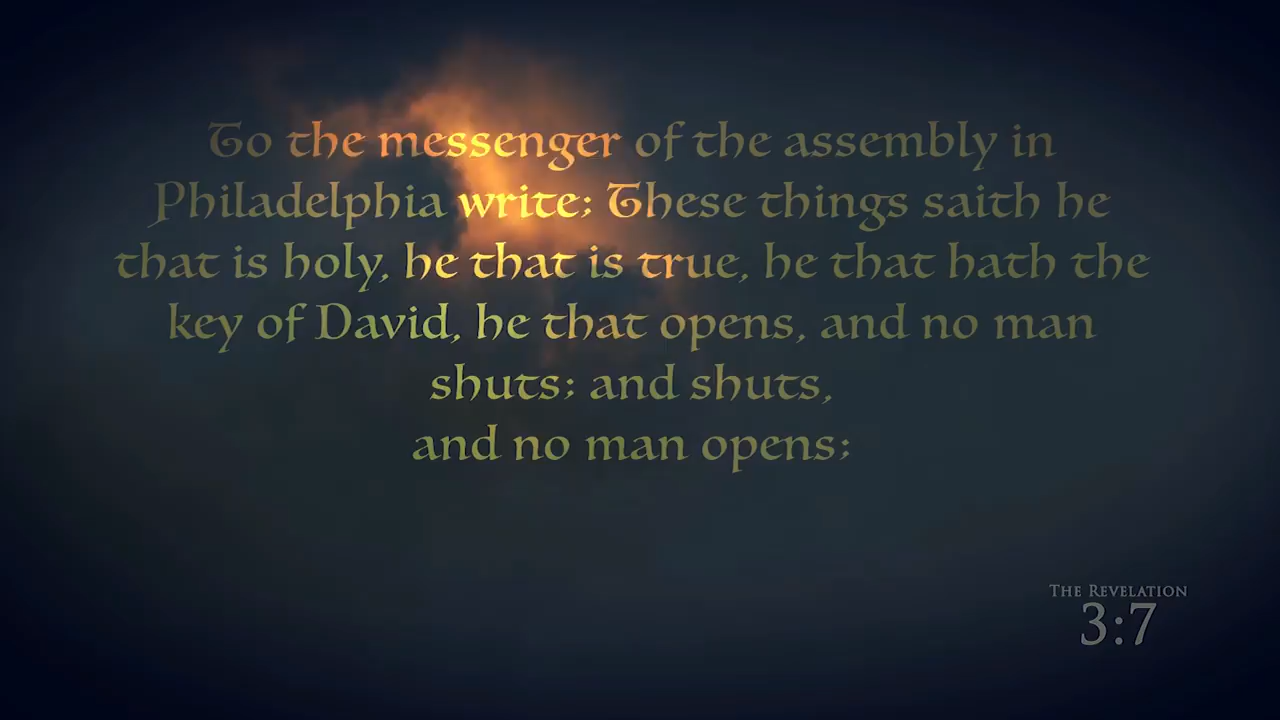 To the messenger of the assembly in
Philadelphia write; These things saith he
that is holy, he that is true, he that hath the
key of David, he that opens, and no man
shuts; and shuts,
and no man opens;
The Revelation
3:7